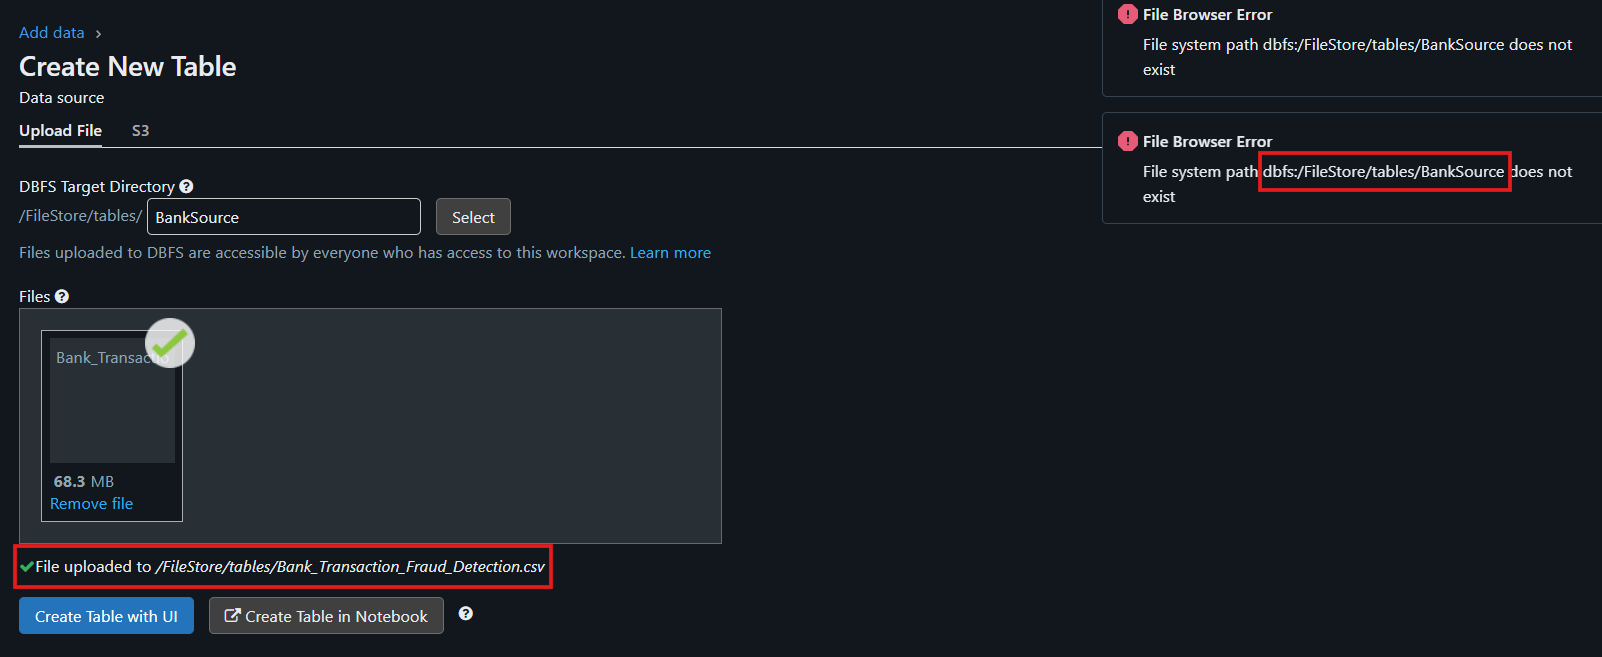 Add data ›
Create New Table
Data source
Upload File S3
DBFS Target Directory
/FileStore/tables/ BankSource Select
Files uploaded to DBFS are accessible by everyone who has access to this workspace. Learn more
Files
Bank_Transactio
68.3 MB
Remove file
File uploaded to /FileStore/tables/Bank_Transaction_Fraud_Detection.csv
Create Table with UI Create Table in Notebook
File Browser Error
File system path dbfs:/FileStore/tables/BankSource does not
exist
File Browser Error
File system path dbfs:/FileStore/tables/BankSource does not
exist